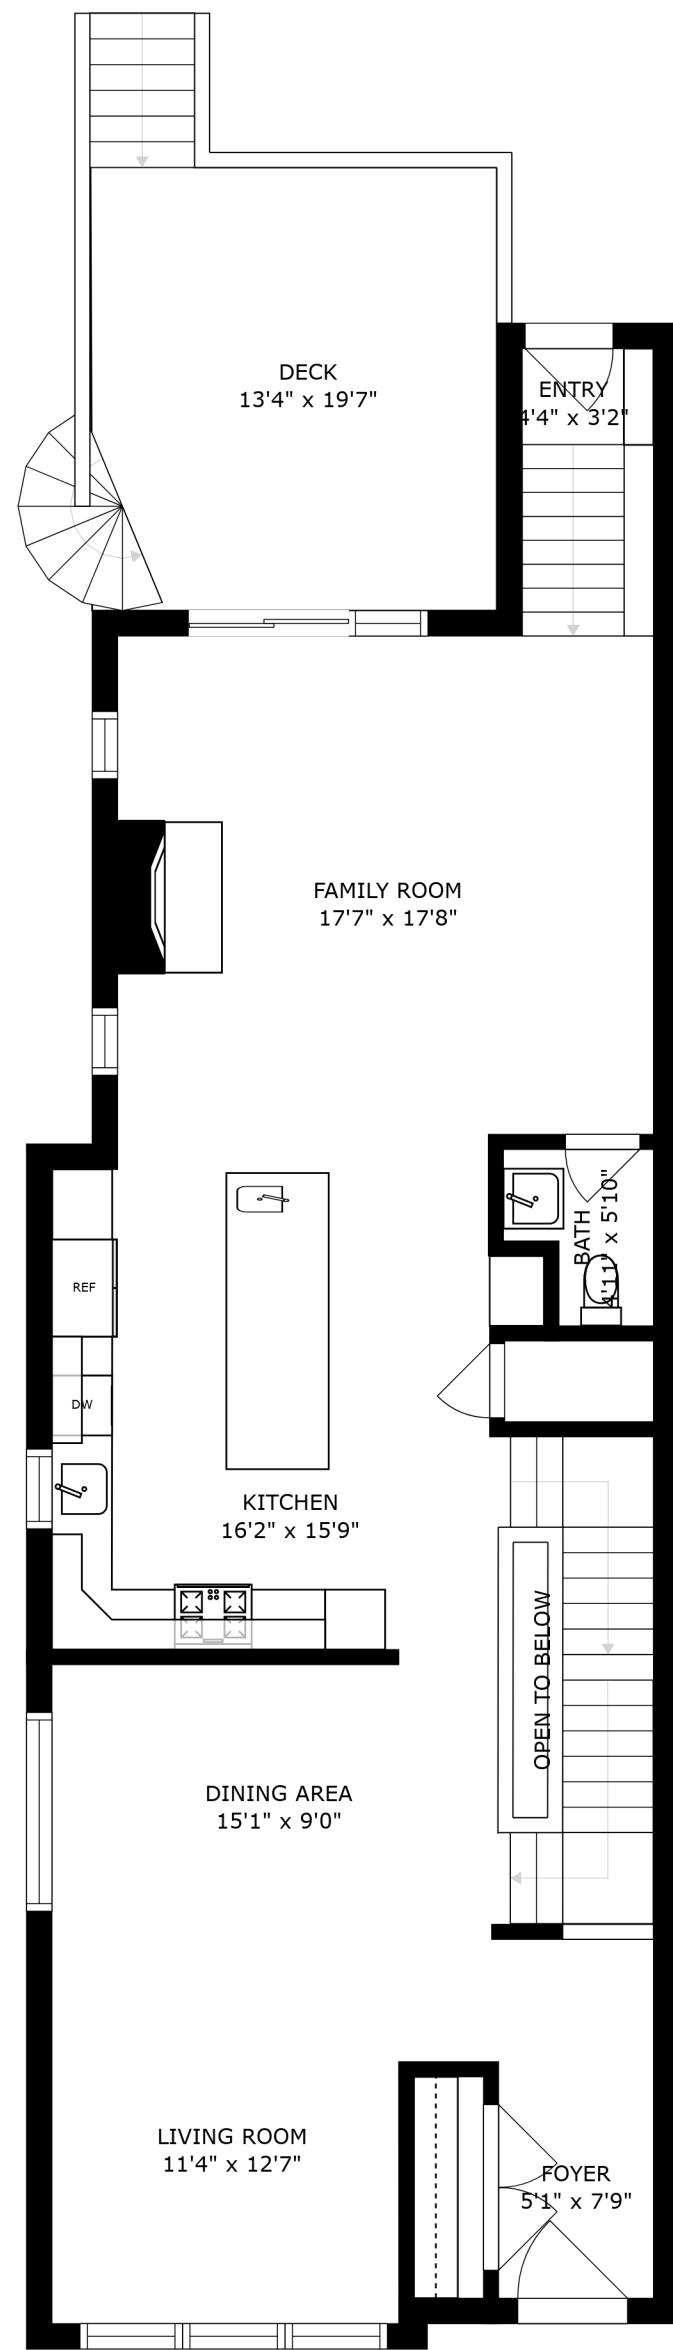 DECK
13'4" x 19'7"
ENTRY
4'4" x 3'2"
FAMILY ROOM
17'7" x 17'8"
BATH
4'11" x 5'10"
REF
DW
KITCHEN
16'2" x 15'9"
OPEN TO BELOW
DINING AREA
15'1" x 9'0"
LIVING ROOM
11'4" x 12'7"
FOYER
5'1" x 7'9"